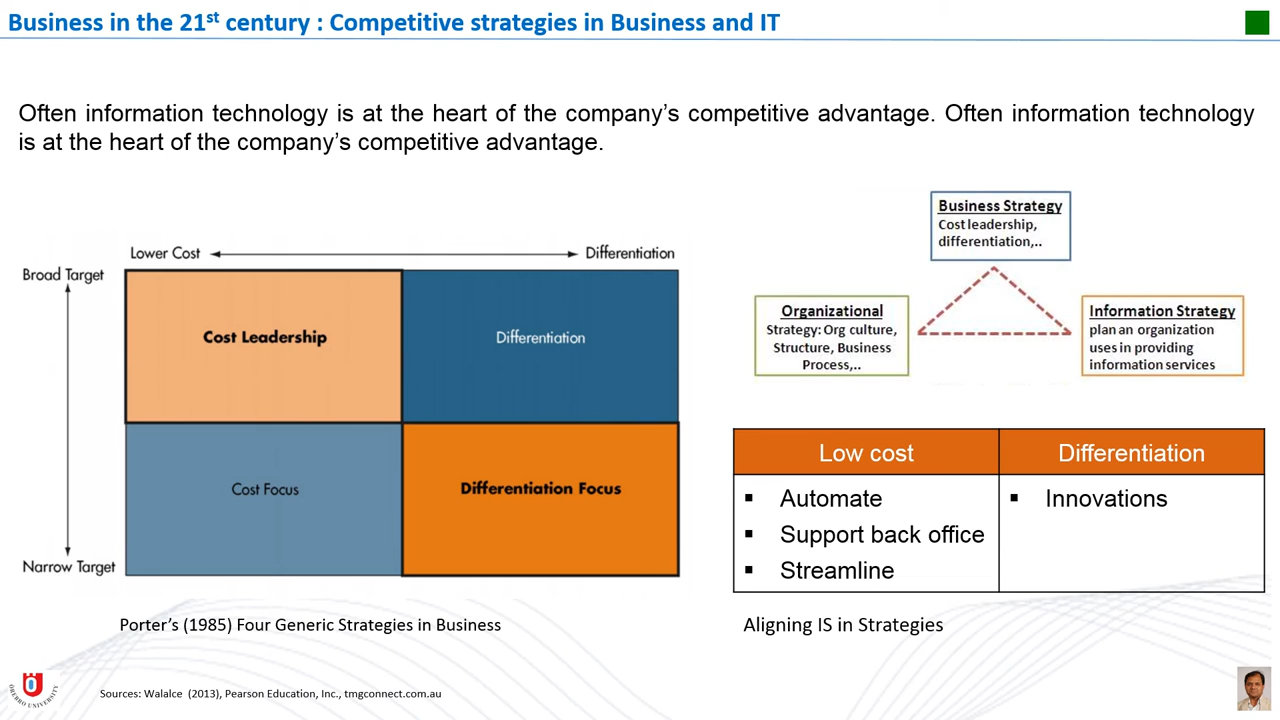 Business in the 21st century : Competitive strategies in Business and IT
Often information technology is at the heart of the company's competitive advantage. Often information technology
is at the heart of the company's competitive advantage.
Lower Cost
Differentiation
Broad Target
Cost Leadership
Differentiation
Cost Focus
Differentiation Focus
Narrow Target
Porter's (1985) Four Generic Strategies in Business
Business Strategy
Cost leadership,
differentiation,..
Organizational
Strategy: Org culture,
Structure, Business
Process,..
Information Strategy
plan an organization
uses in providing
information services
Low cost
Differentiation
▪ Automate
▪ Support back office
▪ Streamline
▪ Innovations
Aligning IS in Strategies
ÖREBRO UNIVERSITY
Sources: Walalce (2013), Pearson Education, Inc., tmgconnect.com.au